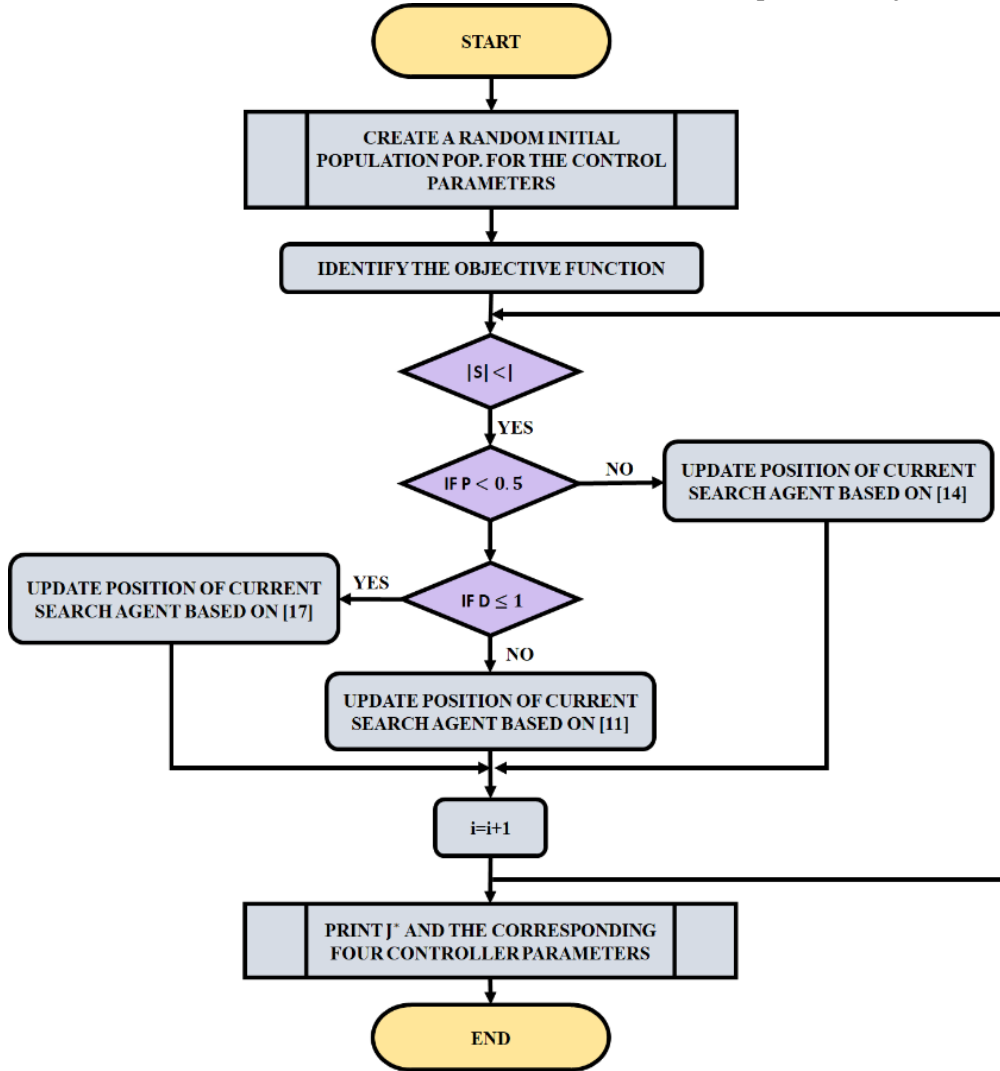 START
CREATE A RANDOM INITIAL
POPULATION POP. FOR THE CONTROL
PARAMETERS
IDENTIFY THE OBJECTIVE FUNCTION
|S| <|
YES
IF P < 0.5
NO
UPDATE POSITION OF CURRENT
SEARCH AGENT BASED ON [14]
UPDATE POSITION OF CURRENT
SEARCH AGENT BASED ON [17]
YES
IF D ≤ 1
NO
UPDATE POSITION OF CURRENT
SEARCH AGENT BASED ON [11]
i=i+1
PRINT J* AND THE CORRESPONDING
FOUR CONTROLLER PARAMETERS
END